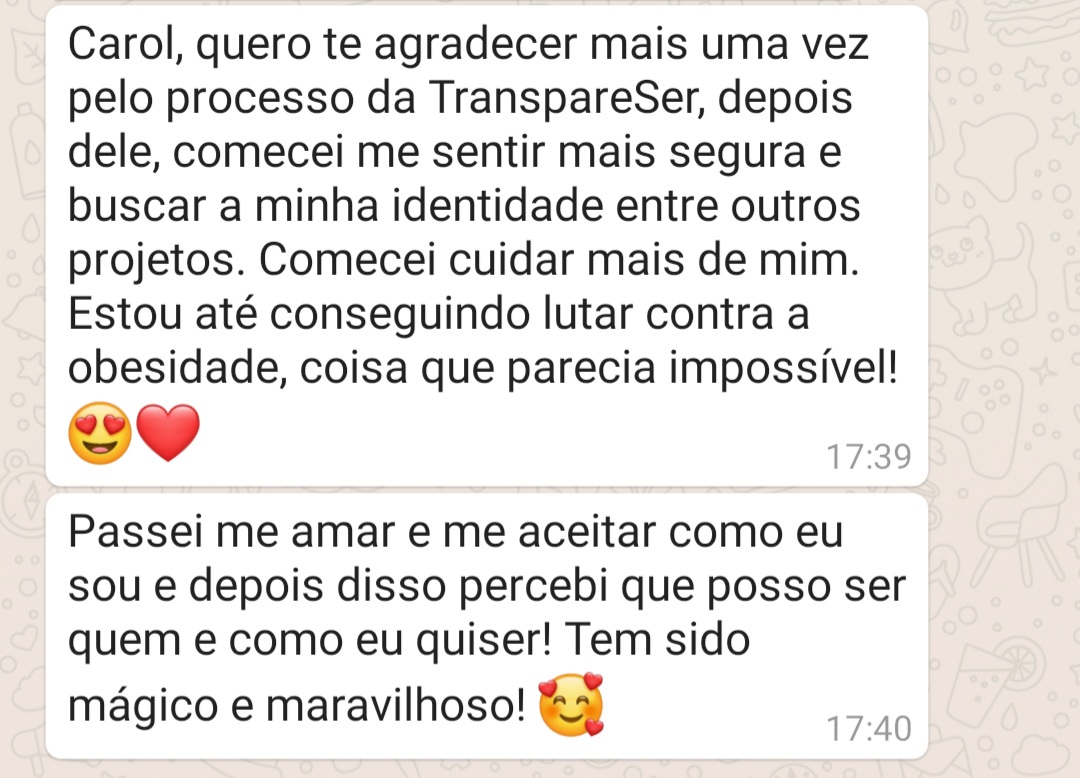 Carol, quero te agradecer mais uma vez
pelo processo da TranspareSer, depois
dele, comecei me sentir mais segura e
buscar a minha identidade entre outros
projetos. Comecei cuidar mais de mim.
Estou até conseguindo lutar contra a
obesidade, coisa que parecia impossível!
😍❤️
17:39
Passei me amar e me aceitar como eu
sou e depois disso percebi que posso ser
quem e como eu quiser! Tem sido
mágico e maravilhoso! 🥰
17:40